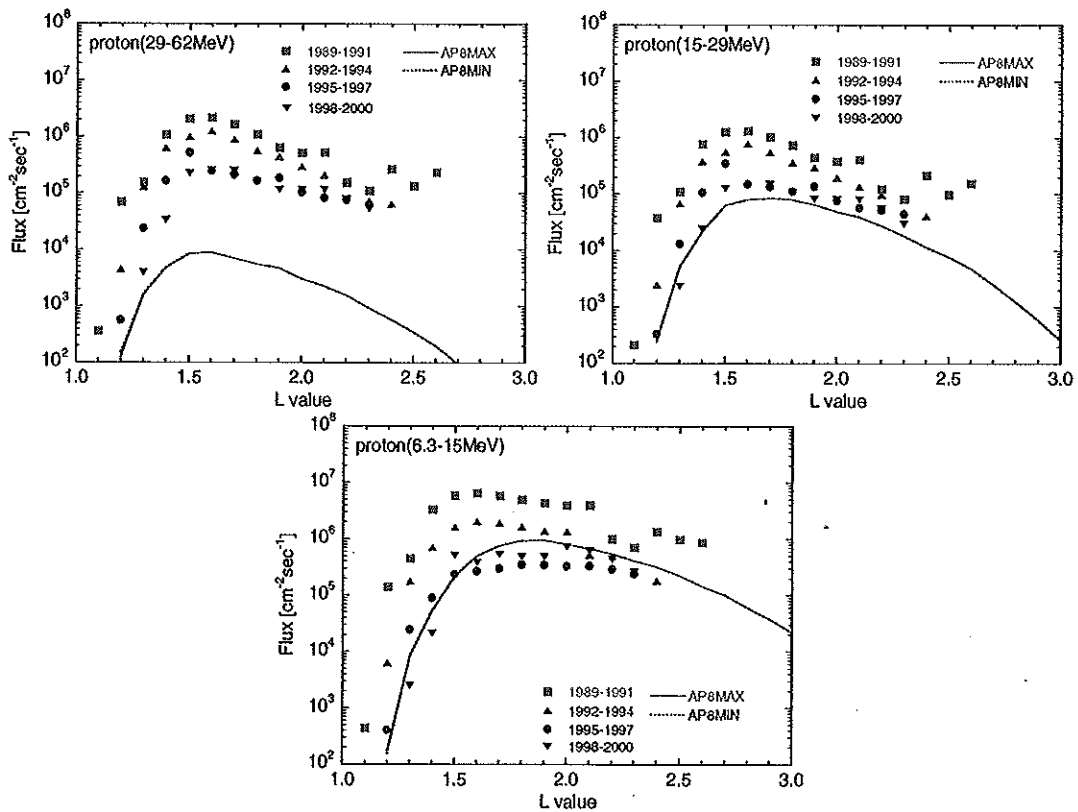 proton(29-62MeV)
1989-1991
1992-1994
1995-1997
1998-2000
AP8MAX
AP8MIN
10⁸
10⁷
10⁶
10⁵
10⁴
10³
10²
Flux [cm⁻²sec⁻¹]
1.0 1.5 2.0 2.5 3.0
L value
proton(15-29MeV)
1989-1991
1992-1994
1995-1997
1998-2000
AP8MAX
AP8MIN
10⁸
10⁷
10⁶
10⁵
10⁴
10³
10²
Flux [cm⁻²sec⁻¹]
1.0 1.5 2.0 2.5 3.0
L value
proton(6.3-15MeV)
10⁸
10⁷
10⁶
10⁵
10⁴
10³
10²
Flux [cm⁻²sec⁻¹]
1989-1991
1992-1994
1995-1997
1998-2000
AP8MAX
AP8MIN
1.0 1.5 2.0 2.5 3.0
L value